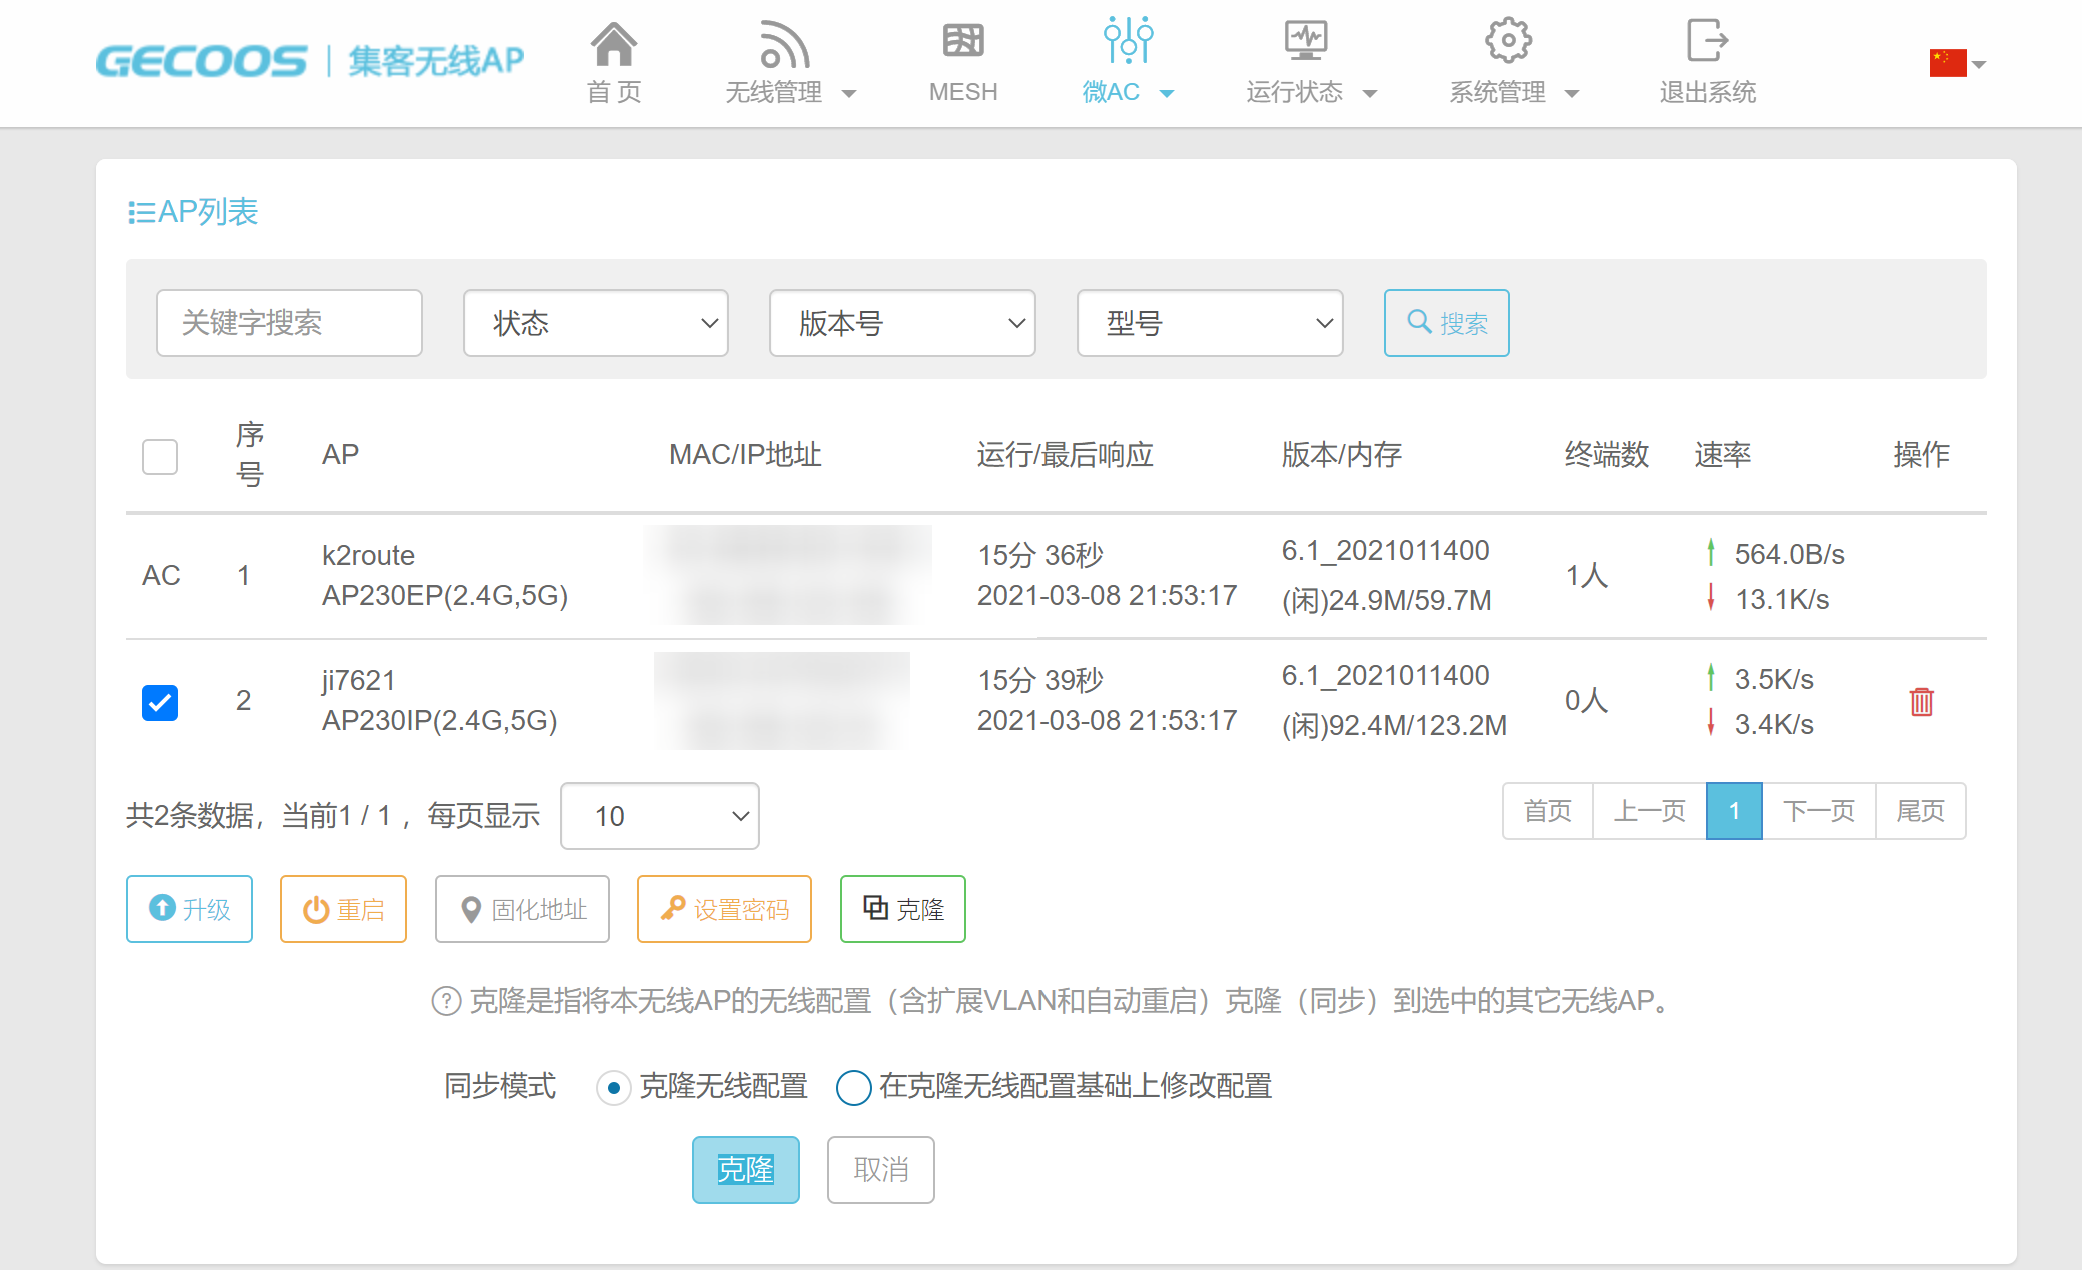 GECOOS | 集客无线AP
首 页
无线管理
MESH
微AC
运行状态
系统管理
退出系统
AP列表
关键字搜索
状态
版本号
型号
搜索
序号 AP MAC/IP地址 运行/最后响应 版本/内存 终端数 速率 操作
AC 1 k2route 15分 36秒 6.1_2021011400 1人 564.0B/s
AP230EP(2.4G,5G) 2021-03-08 21:53:17 (闲)24.9M/59.7M 13.1K/s
2 ji7621 15分 39秒 6.1_2021011400 0人 3.5K/s
AP230IP(2.4G,5G) 2021-03-08 21:53:17 (闲)92.4M/123.2M 3.4K/s
共2条数据，当前1 / 1 ，每页显示 10
首页 上一页 1 下一页 尾页
升级 重启 固化地址 设置密码 克隆
克隆是指将本无线AP的无线配置（含扩展VLAN和自动重启）克隆（同步）到选中的其它无线AP。
同步模式 克隆无线配置 在克隆无线配置基础上修改配置
克隆 取消